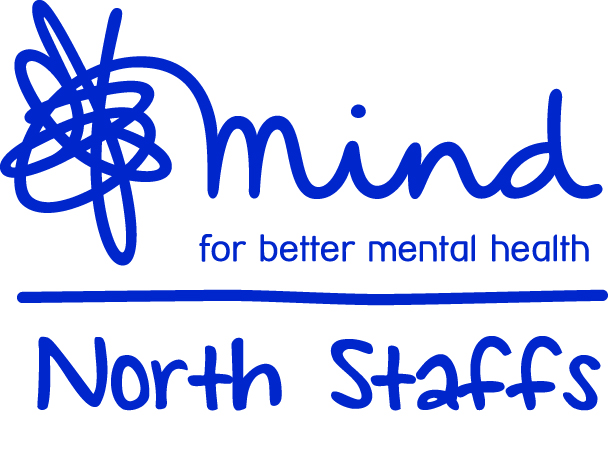 mind
for better mental health
North Staffs